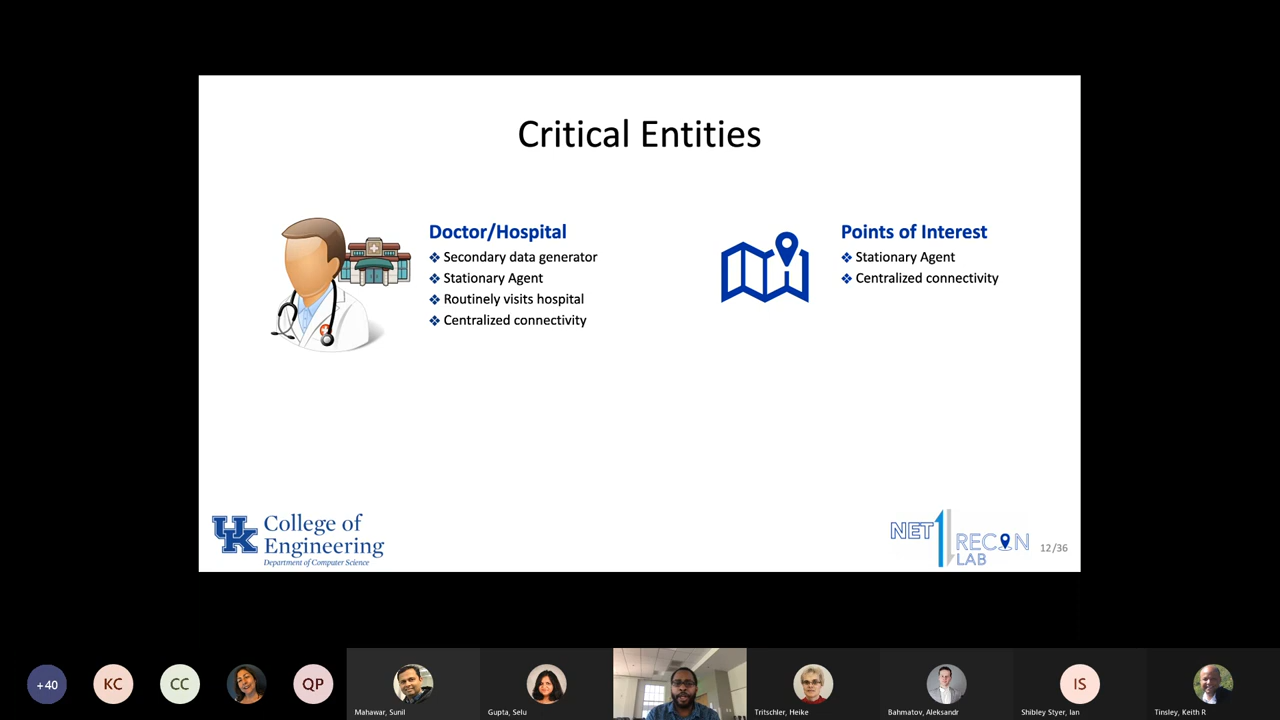 Critical Entities
Doctor/Hospital
❖ Secondary data generator
❖ Stationary Agent
❖ Routinely visits hospital
❖ Centralized connectivity
Points of Interest
❖ Stationary Agent
❖ Centralized connectivity
UK
College of
Engineering
Department of Computer Science
NET
RECON
LAB
12/36
+40
KC
CC
QP
IS
Mahawar, Sunil
Gupta, Selu
Tritschler, Heike
Bahmatov, Aleksandr
Shibley Styer, Ian
Tinsley, Keith R